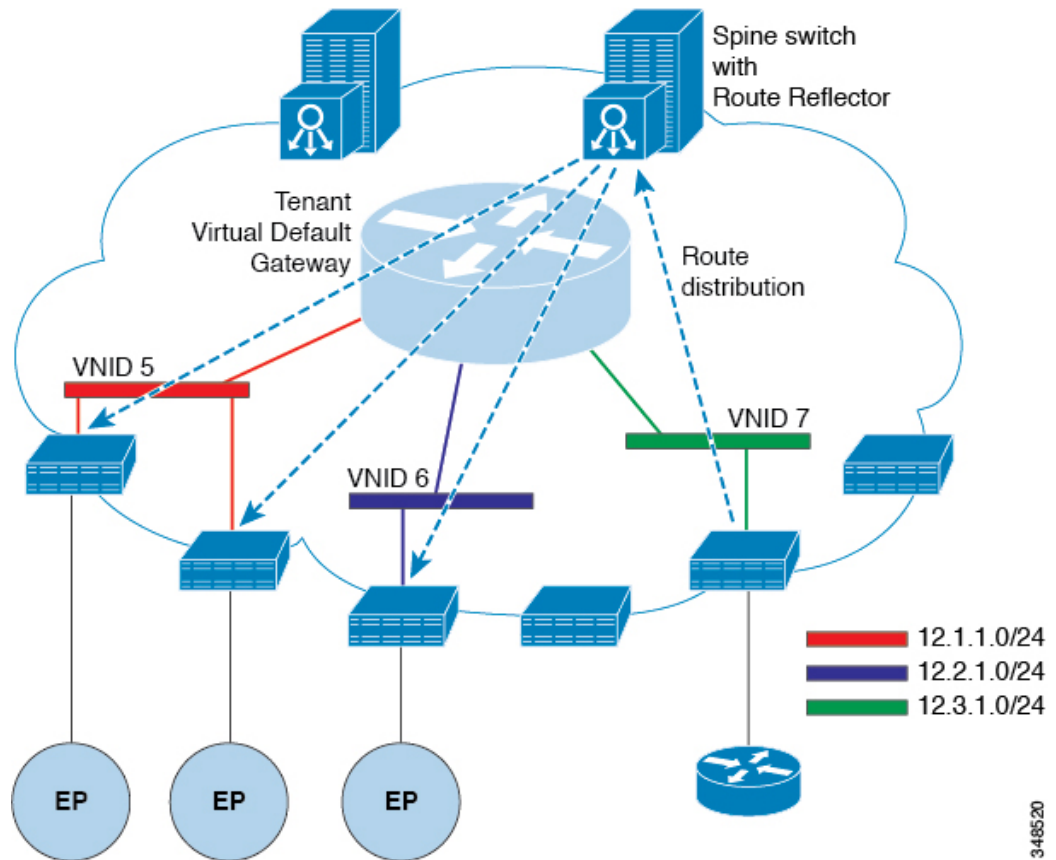 Spine switch
with
Route Reflector
Tenant
Virtual Default
Gateway
Route
distribution
VNID 5
VNID 7
VNID 6
12.1.1.0/24
12.2.1.0/24
12.3.1.0/24
EP
EP
EP
348520